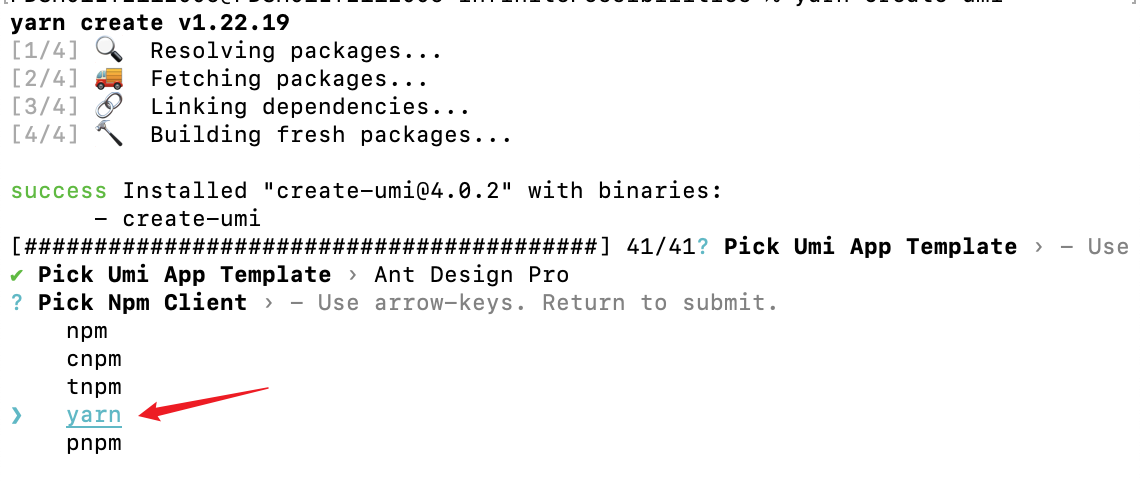 yarn create v1.22.19
[1/4] 🔍 Resolving packages...
[2/4] 🚚 Fetching packages...
[3/4] 🔗 Linking dependencies...
[4/4] 🔨 Building fresh packages...
success Installed "create-umi@4.0.2" with binaries:
- create-umi
[#########################################] 41/41? Pick Umi App Template › - Use
✔ Pick Umi App Template › Ant Design Pro
? Pick Npm Client › - Use arrow-keys. Return to submit.
npm
cnpm
tnpm
❯ yarn
pnpm